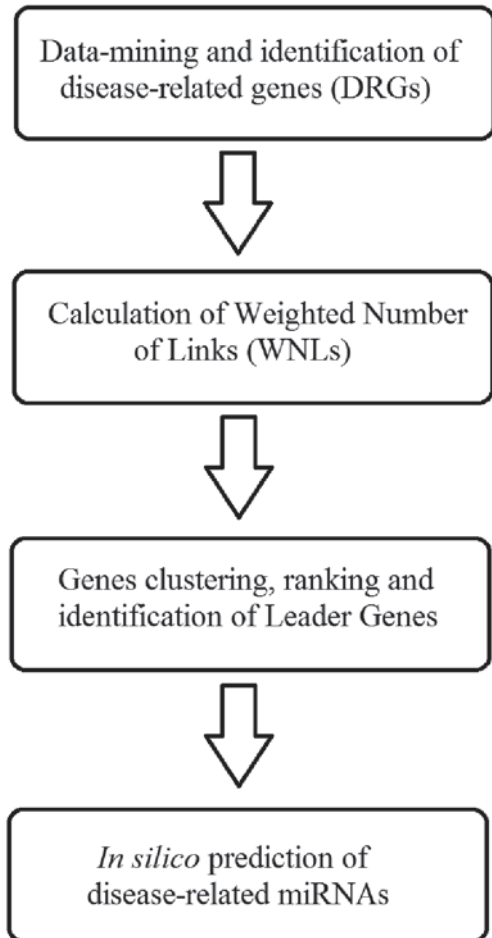 Data-mining and identification of
disease-related genes (DRGs)
Calculation of Weighted Number
of Links (WNLs)
Genes clustering, ranking and
identification of Leader Genes
In silico prediction of
disease-related miRNAs